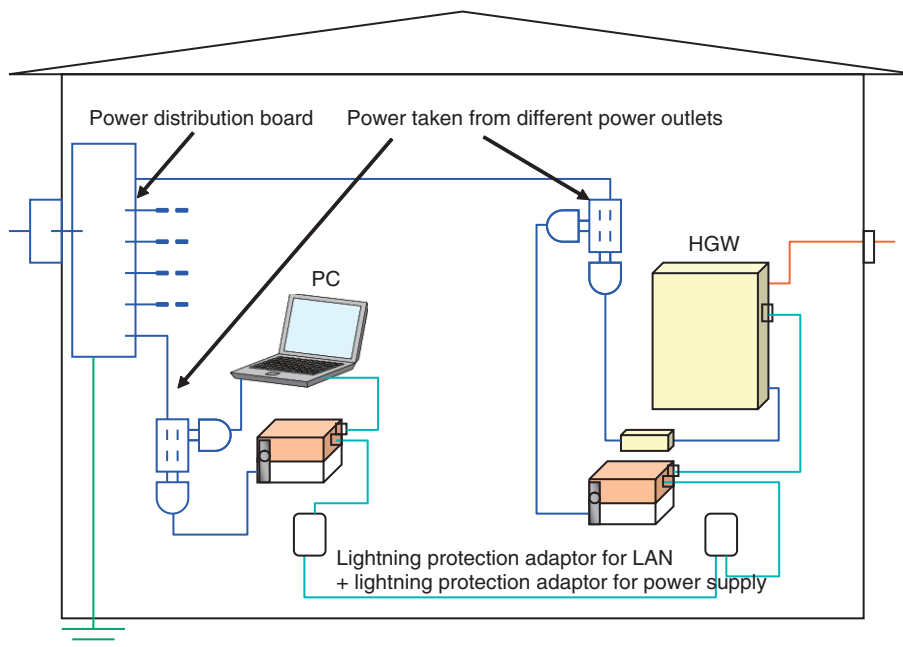 Power distribution board
Power taken from different power outlets
HGW
PC
Lightning protection adaptor for LAN
+ lightning protection adaptor for power supply